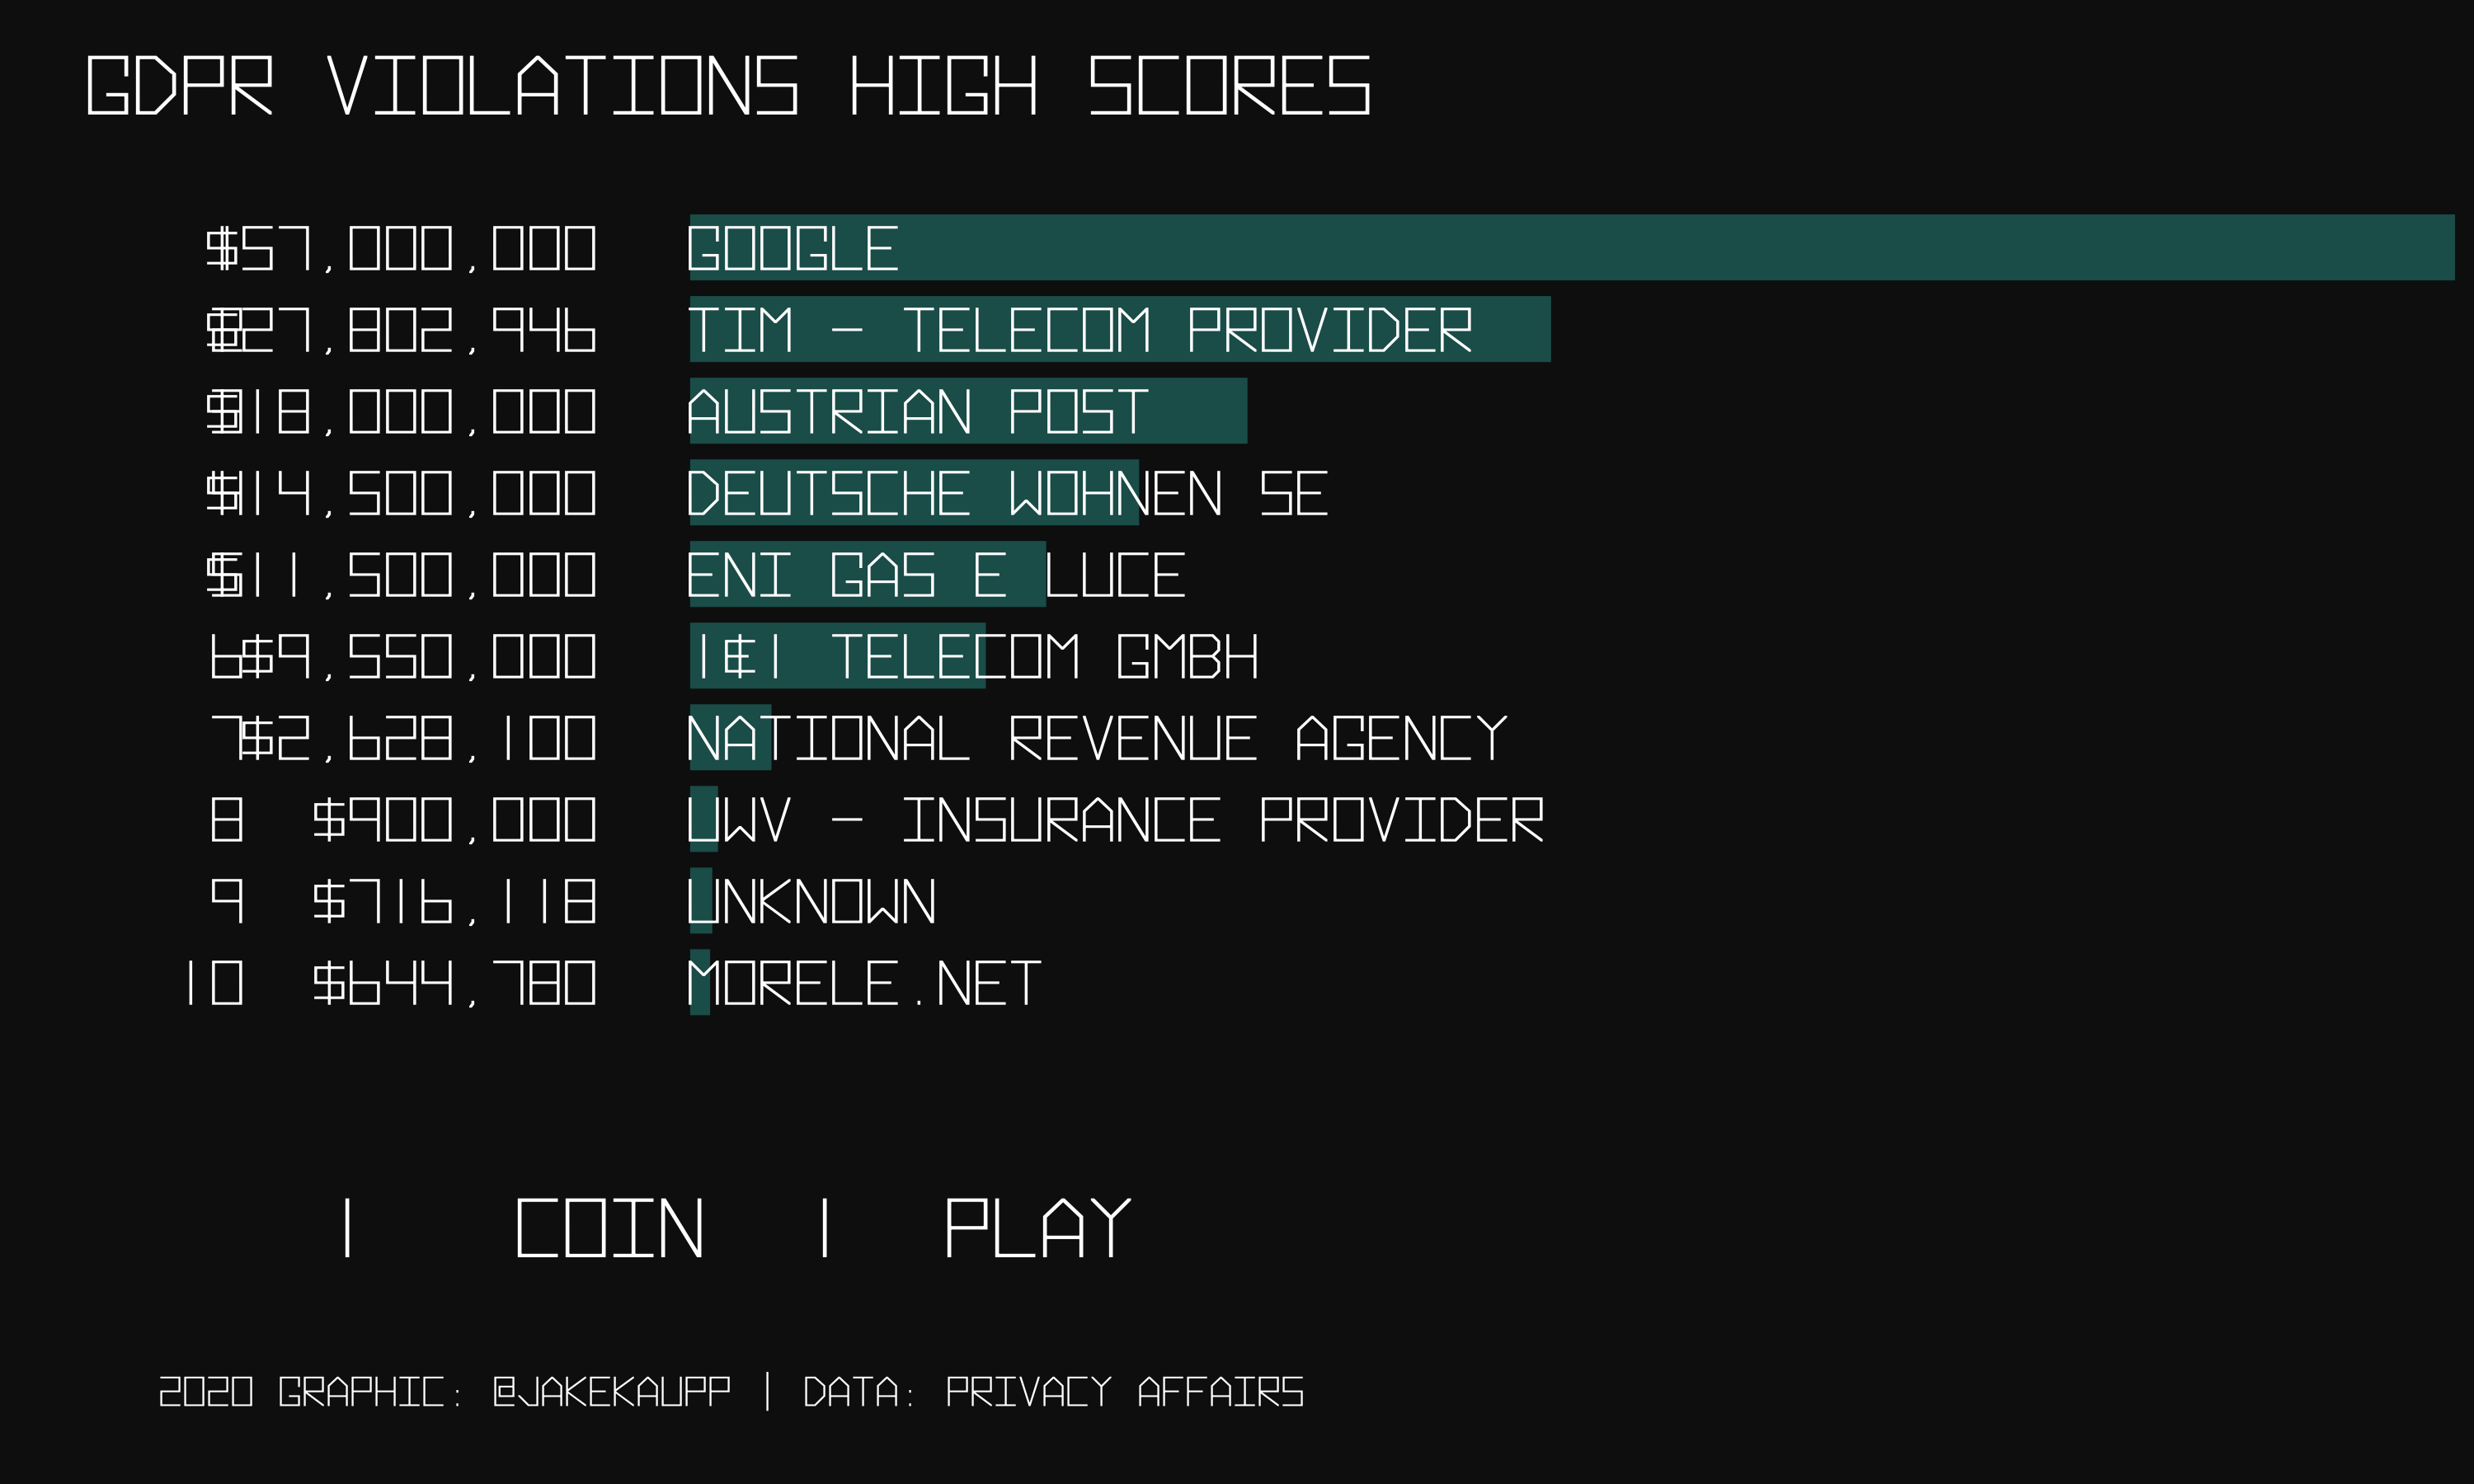 GDPR VIOLATIONS HIGH SCORES
1 $57,000,000 GOOGLE
2 $27,802,946 TIM - TELECOM PROVIDER
3 $18,000,000 AUSTRIAN POST
4 $14,500,000 DEUTSCHE WOHNEN SE
5 $11,500,000 ENI GAS E LUCE
6 $9,550,000 1&1 TELECOM GMBH
7 $2,628,100 NATIONAL REVENUE AGENCY
8 $900,000 UWV - INSURANCE PROVIDER
9 $716,118 UNKNOWN
10 $644,780 MORELE.NET
1 COIN 1 PLAY
2020 GRAPHIC: @JAKEKAUPP | DATA: PRIVACY AFFAIRS